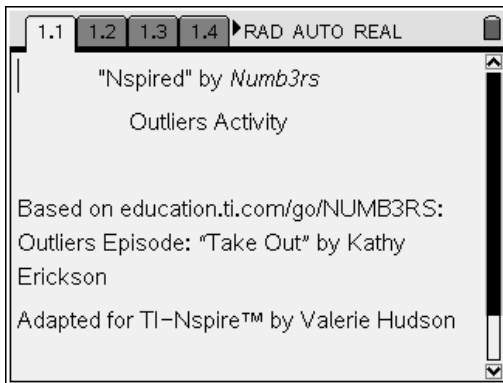 1.1 1.2 1.3 1.4 RAD AUTO REAL
"Nspired" by Numb3rs
Outliers Activity
Based on education.ti.com/go/NUMB3RS:
Outliers Episode: "Take Out" by Kathy
Erickson
Adapted for TI-Nspire™ by Valerie Hudson